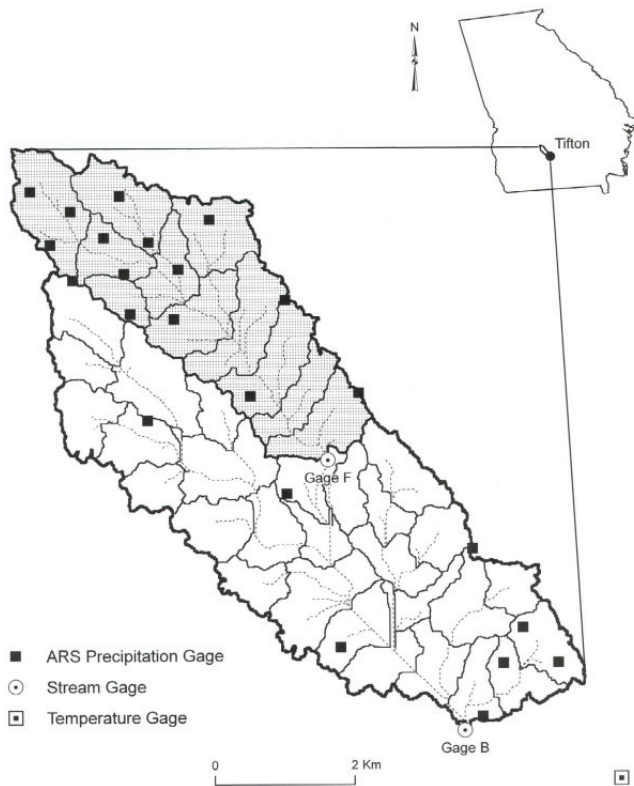 N
Tifton
Gage F
ARS Precipitation Gage
Stream Gage
Temperature Gage
Gage B
0 2 Km